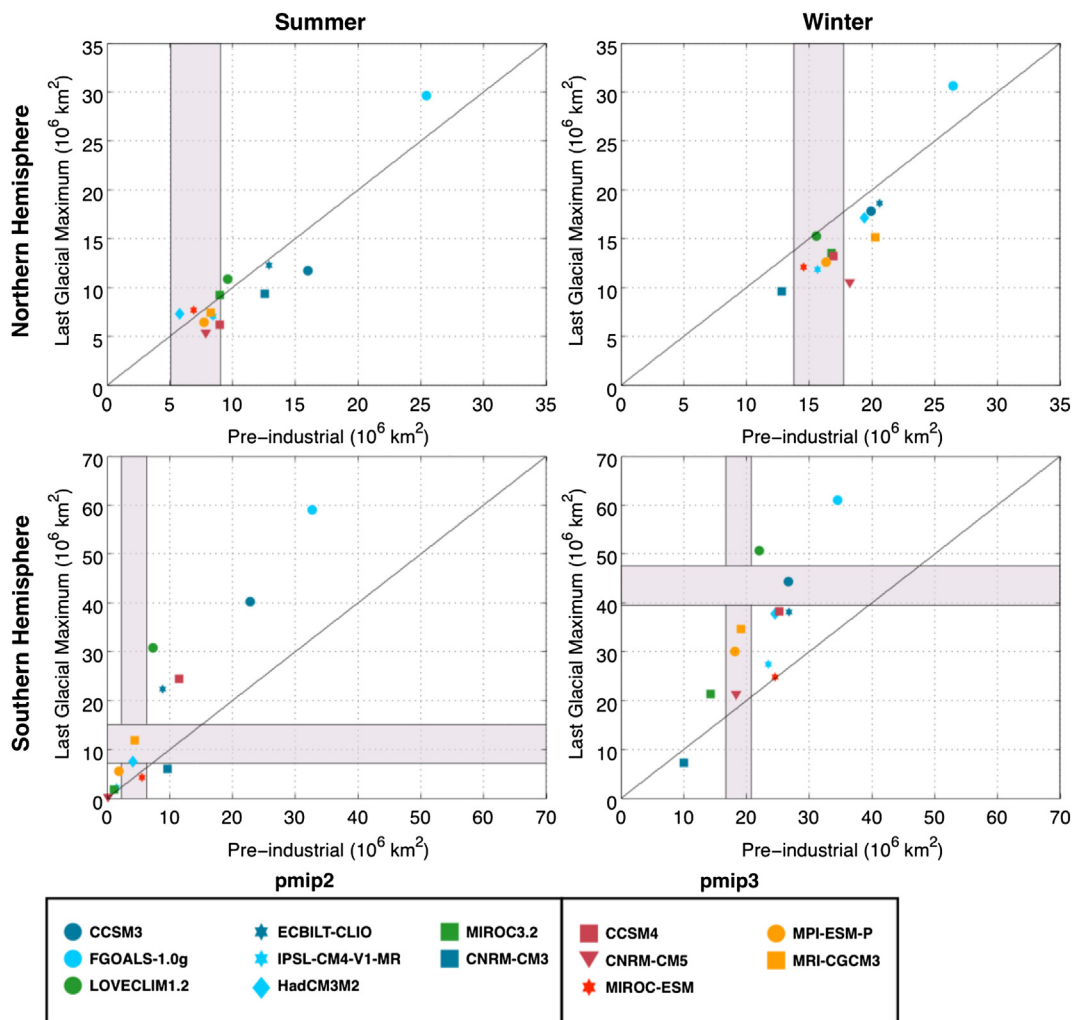 Summer
Winter
Northern Hemisphere
Last Glacial Maximum (10⁶ km²)
35
30
25
20
15
10
5
0
0 5 10 15 20 25 30 35
Pre-industrial (10⁶ km²)
Last Glacial Maximum (10⁶ km²)
35
30
25
20
15
10
5
0
0 10 20 25 30 35
Pre-industrial (10⁶ km²)
Southern Hemisphere
Last Glacial Maximum (10⁶ km²)
70
60
50
40
30
20
10
0
0 10 20 30 40 50 60 70
Pre-industrial (10⁶ km²)
Last Glacial Maximum (10⁶ km²)
70
60
50
40
30
20
10
0
0 10 20 30 40 50 60 70
Pre-industrial (10⁶ km²)
pmip2
pmip3
CCSM3
FGOALS-1.0g
LOVECLIM1.2
ECBILT-CLIO
IPSL-CM4-V1-MR
HadCM3M2
MIROC3.2
CNRM-CM3
CCSM4
CNRM-CM5
MIROC-ESM
MPI-ESM-P
MRI-CGCM3